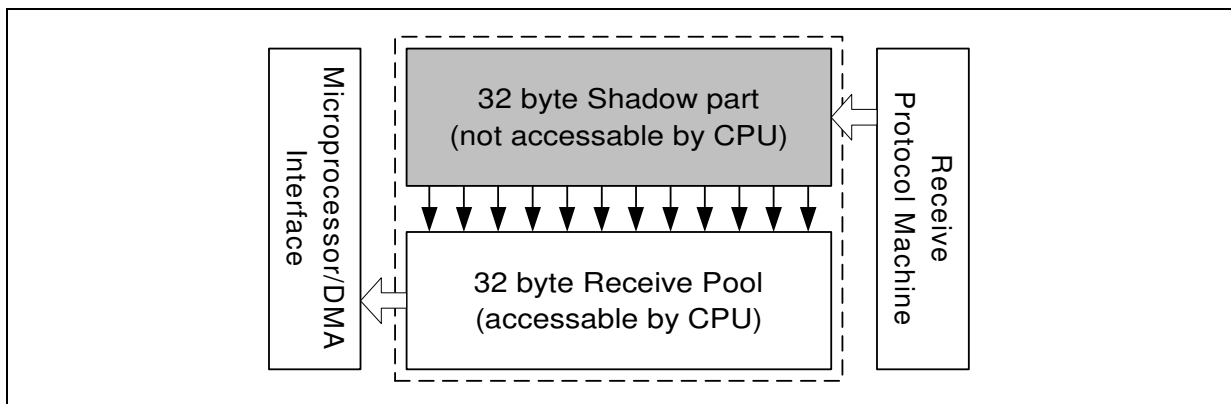 Microprocessor/DMA
Interface
32 byte Shadow part
(not accessable by CPU)
32 byte Receive Pool
(accessable by CPU)
Receive
Protocol Machine